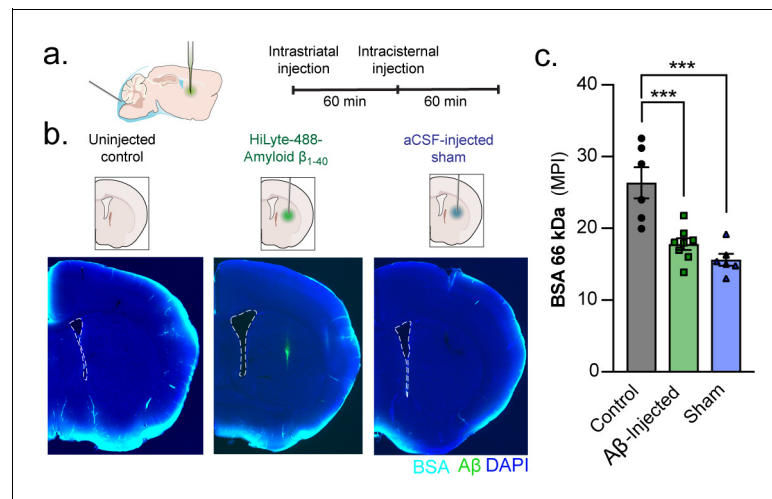 a.
Intrastriatal
injection
Intracisternal
injection
60 min
60 min
b.
Uninjected
control
HiLyte-488-
Amyloid β1-40
aCSF-injected
sham
BSA Aβ DAPI
c.
***
***
BSA 66 kDa (MPI)
40
30
20
10
0
Control
Aβ-Injected
Sham